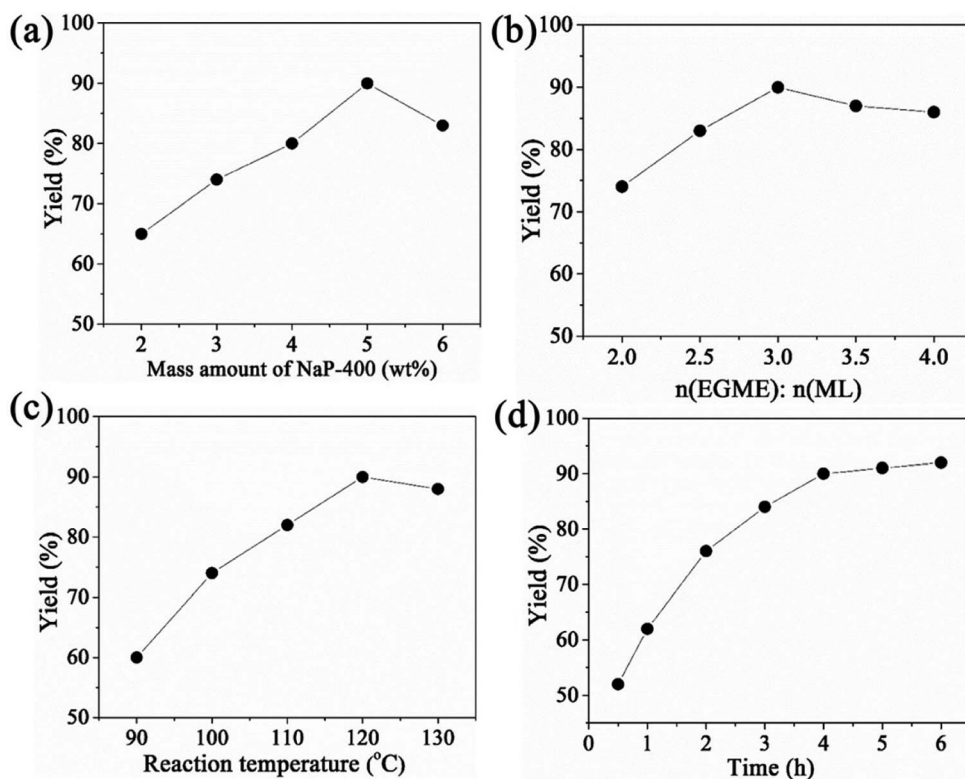 (a)
100
90
80
70
60
50
Yield (%)
2 3 4 5 6
Mass amount of NaP-400 (wt%)
(b)
100
90
80
70
60
50
Yield (%)
2.0 2.5 3.0 3.5 4.0
n(EGME): n(ML)
(c)
100
90
80
70
60
50
Yield (%)
90 100 110 120 130
Reaction temperature (°C)
(d)
100
90
80
70
60
50
Yield (%)
0 1 2 3 4 5 6
Time (h)